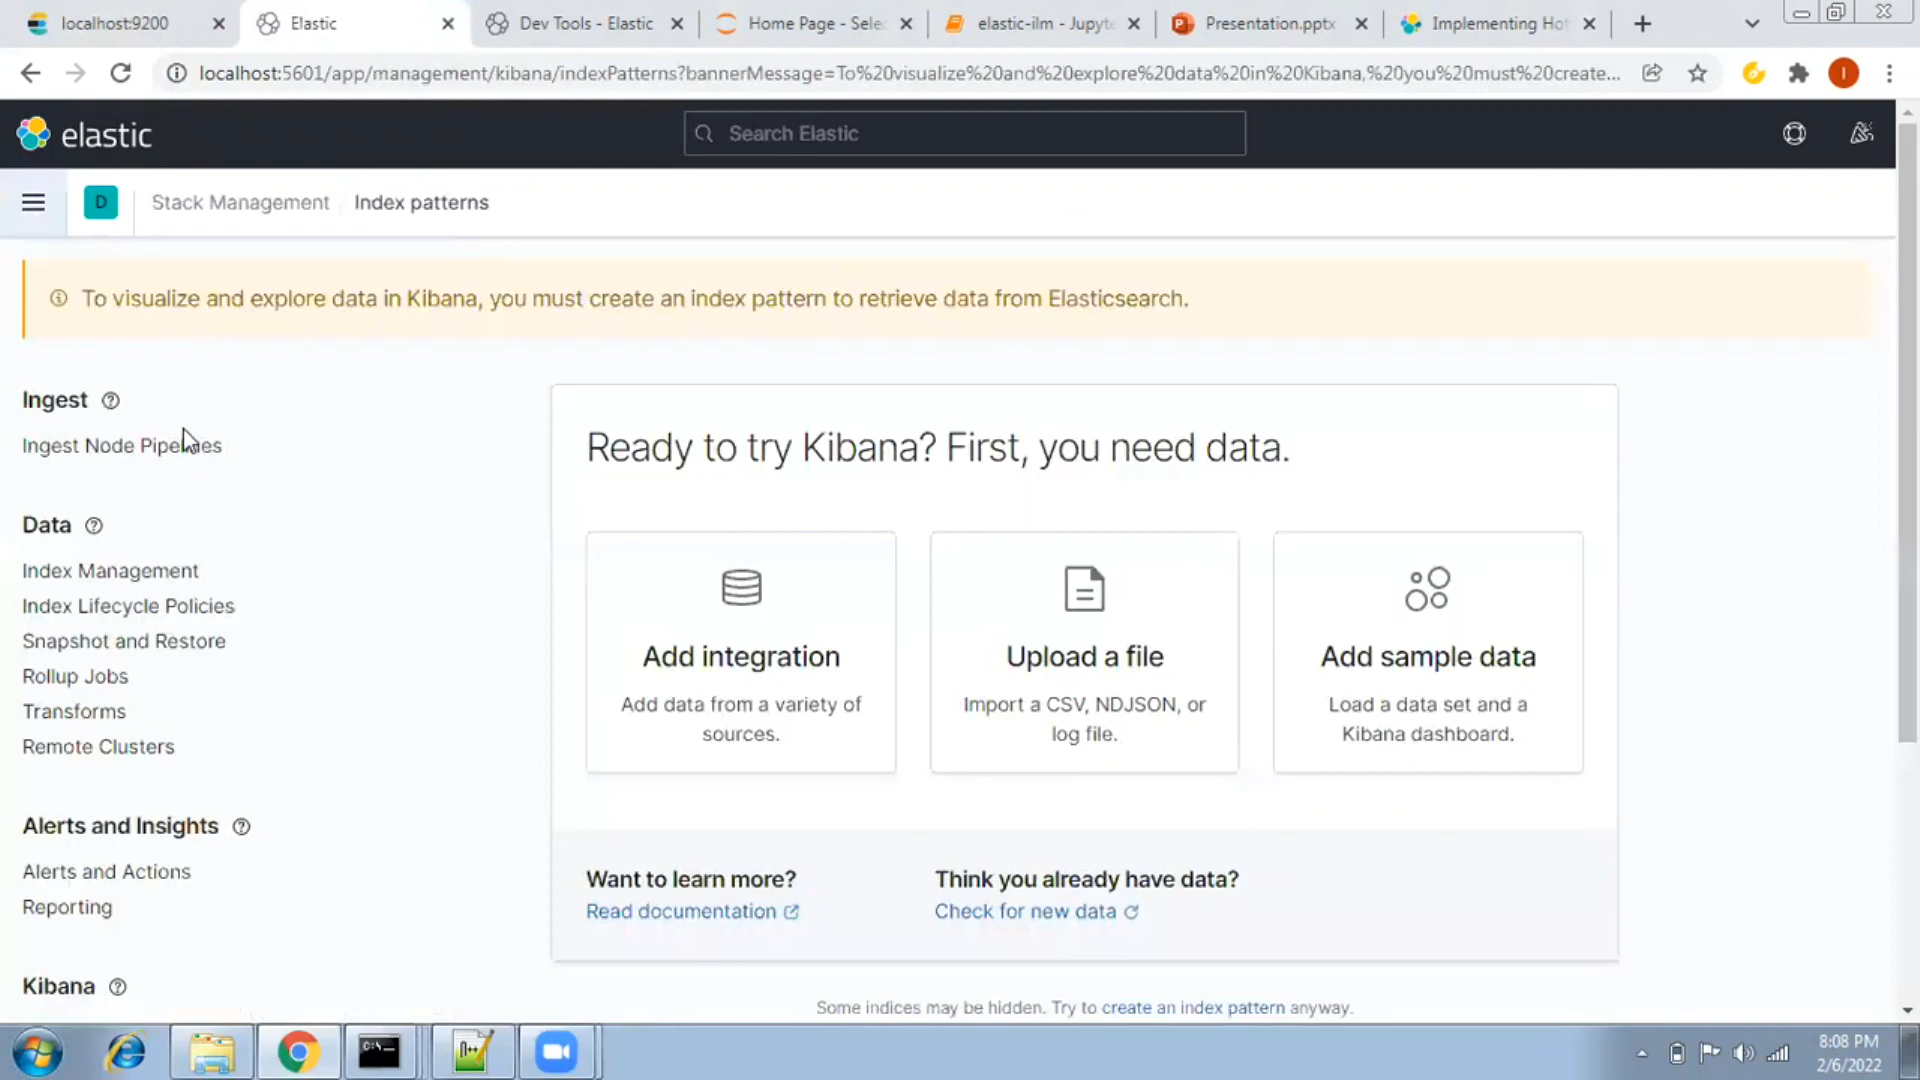 localhost:9200
Elastic
Dev Tools - Elastic
Home Page - Selec
elastic-ilm - Jupyte
Presentation.pptx
Implementing Hot
localhost:5601/app/management/kibana/indexPatterns?bannerMessage=To%20visualize%20and%20explore%20data%20in%20Kibana,%20you%20must%20create...
I
elastic
Search Elastic
D
Stack Management
Index patterns
To visualize and explore data in Kibana, you must create an index pattern to retrieve data from Elasticsearch.
Ingest
Ingest Node Pipelines
Data
Index Management
Index Lifecycle Policies
Snapshot and Restore
Rollup Jobs
Transforms
Remote Clusters
Alerts and Insights
Alerts and Actions
Reporting
Kibana
Ready to try Kibana? First, you need data.
Add integration
Add data from a variety of
sources.
Upload a file
Import a CSV, NDJSON, or
log file.
Add sample data
Load a data set and a
Kibana dashboard.
Want to learn more?
Read documentation
Think you already have data?
Check for new data
Some indices may be hidden. Try to create an index pattern anyway.
8:08 PM
2/6/2022